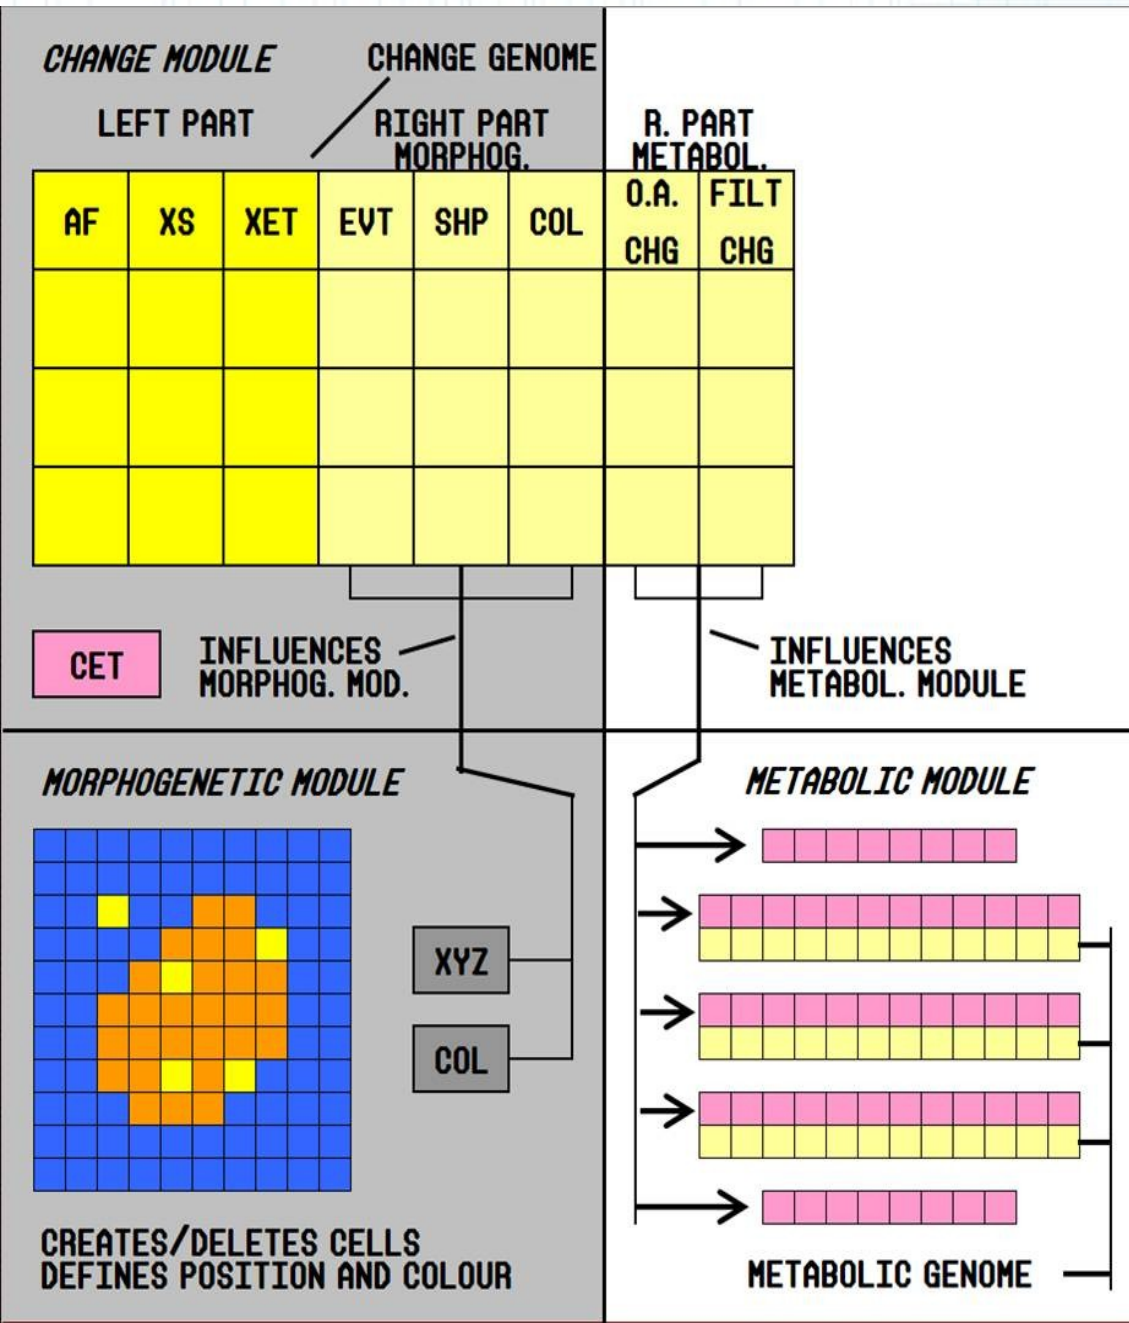 CHANGE MODULE
CHANGE GENOME
LEFT PART
RIGHT PART
MORPHOG.
R. PART
METABOL.
AF
XS
XET
EVT
SHP
COL
O.A.
CHG
FILT
CHG
CET
INFLUENCES
MORPHOG. MOD.
INFLUENCES
METABOL. MODULE
MORPHOGENETIC MODULE
XYZ
COL
CREATES/DELETES CELLS
DEFINES POSITION AND COLOUR
METABOLIC MODULE
METABOLIC GENOME